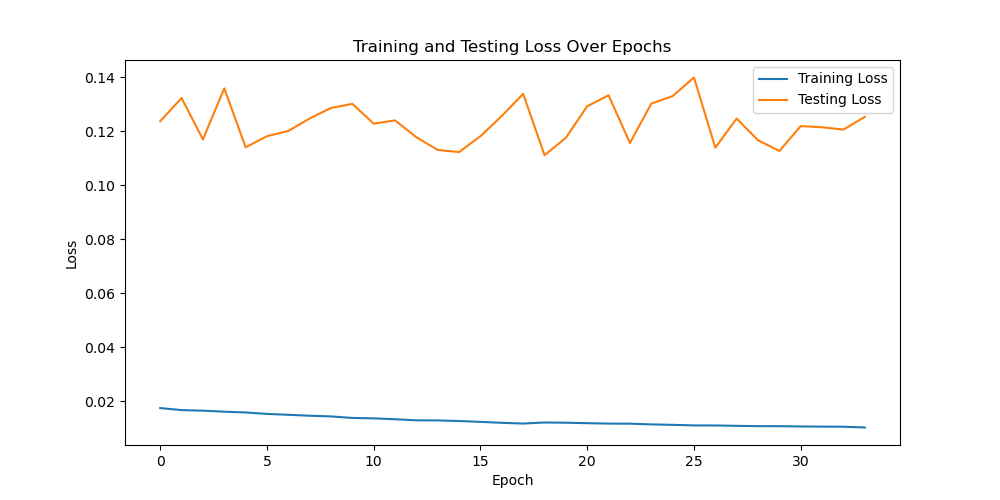 Training and Testing Loss Over Epochs
Training Loss
Testing Loss
0.14
0.12
0.10
0.08
0.06
0.04
0.02
Loss
0 5 10 15 20 25 30
Epoch